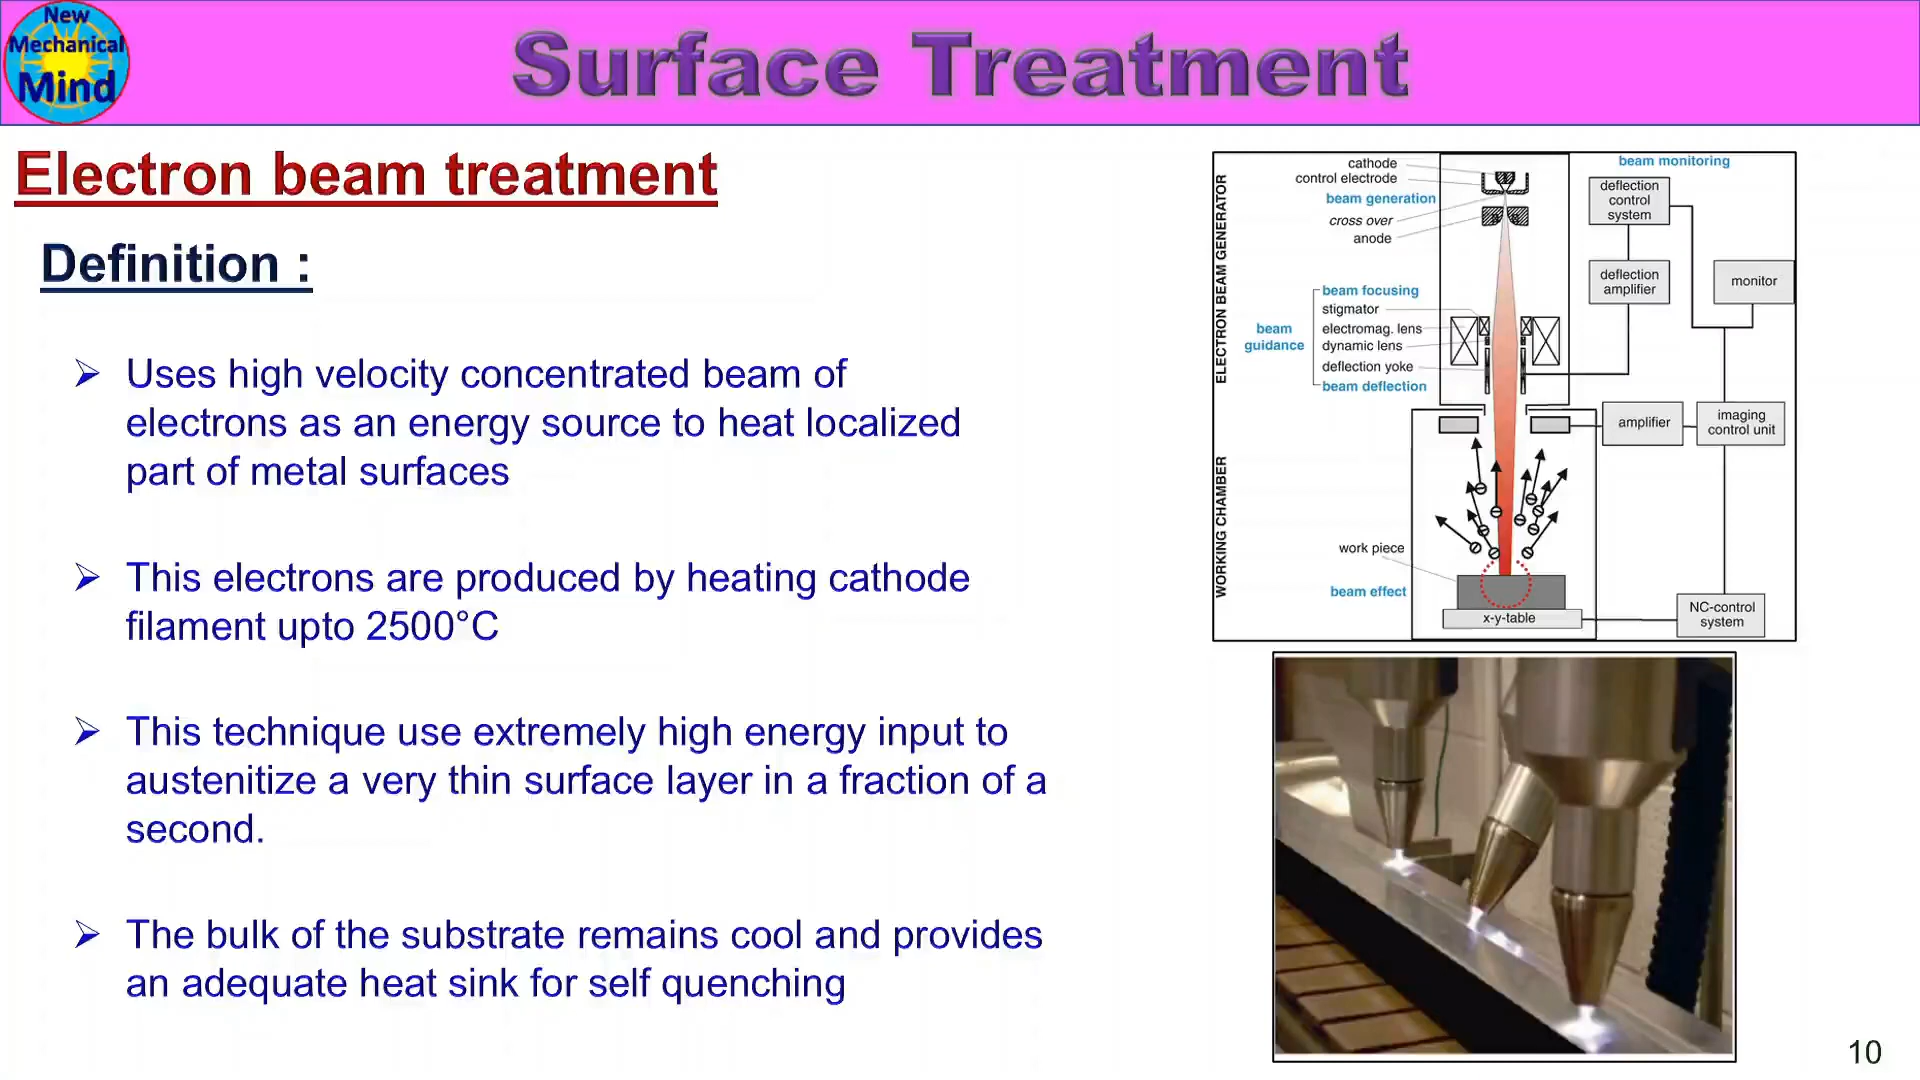 New
Mechanical
Mind
Surface Treatment
Electron beam treatment
Definition :
Uses high velocity concentrated beam of
electrons as an energy source to heat localized
part of metal surfaces
This electrons are produced by heating cathode
filament upto 2500°C
This technique use extremely high energy input to
austenitize a very thin surface layer in a fraction of a
second.
The bulk of the substrate remains cool and provides
an adequate heat sink for self quenching
ELECTRON BEAM GENERATOR
WORKING CHAMBER
cathode
control electrode
beam generation
cross over
anode
beam focusing
stigmator
electromag. lens
dynamic lens
deflection yoke
beam deflection
beam
guidance
work piece
beam effect
x-y-table
beam monitoring
deflection
control
system
deflection
amplifier
monitor
amplifier
imaging
control unit
NC-control
system
10